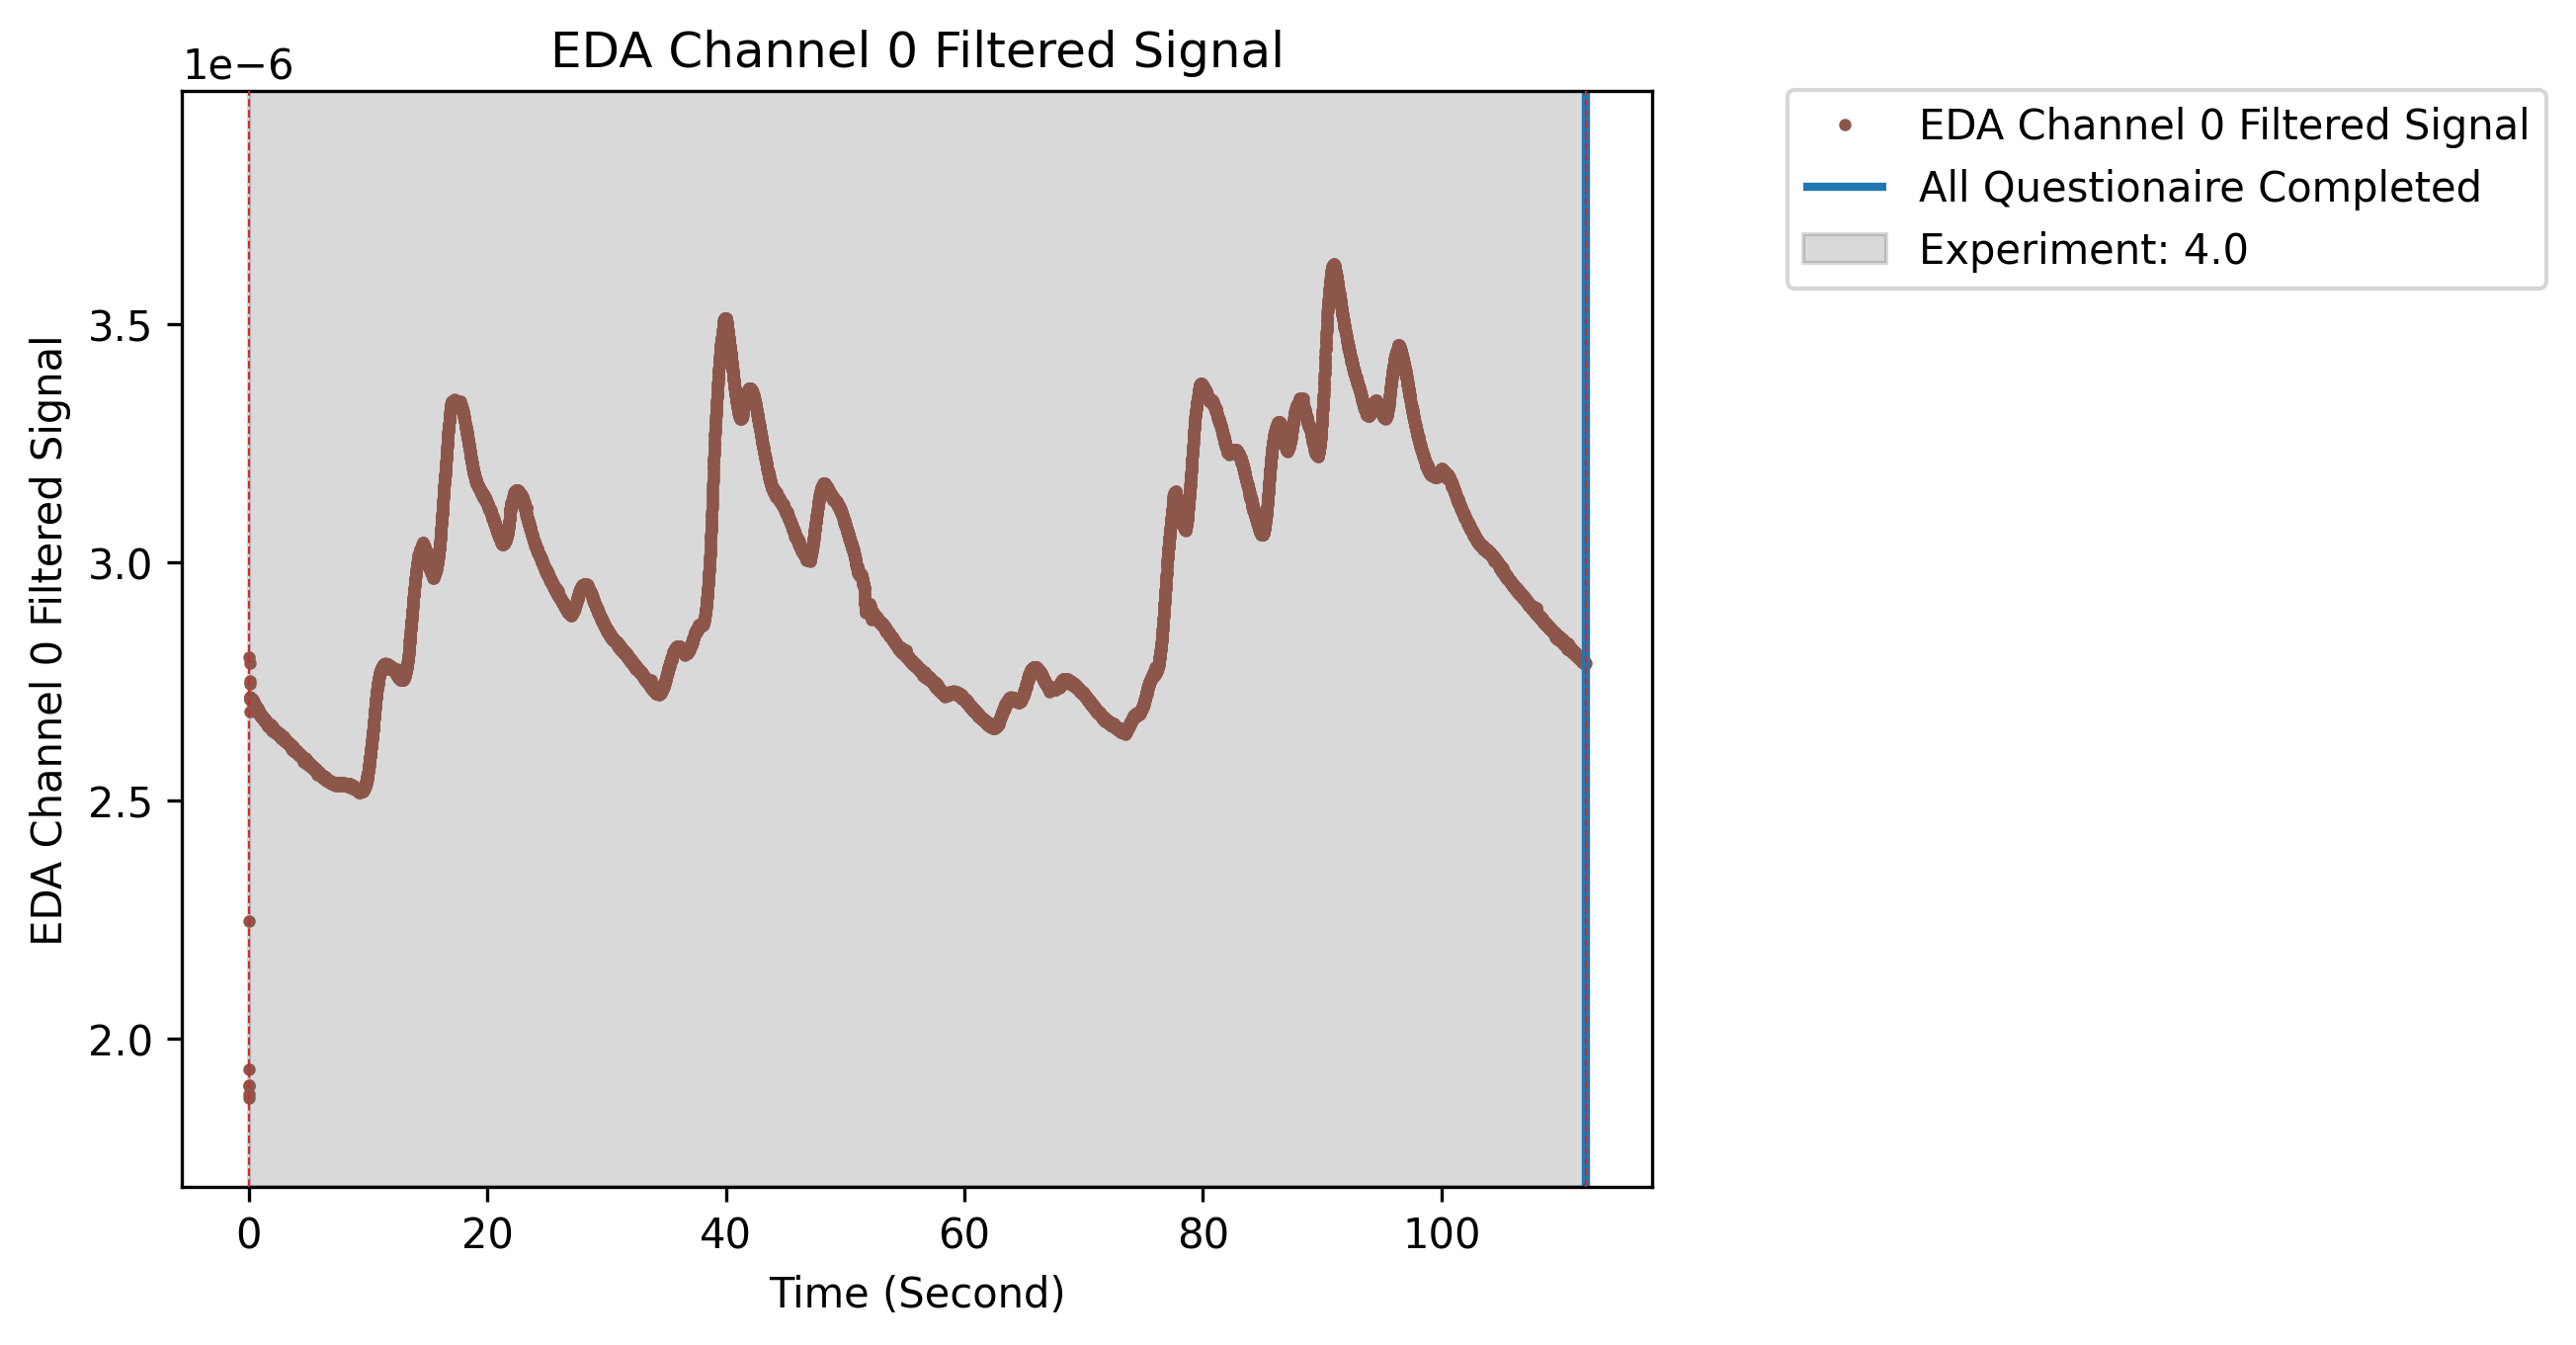 EDA Channel 0 Filtered Signal
1e−6
EDA Channel 0 Filtered Signal
3.5
3.0
2.5
2.0
0 20 40 60 80 100
Time (Second)
EDA Channel 0 Filtered Signal
All Questionaire Completed
Experiment: 4.0